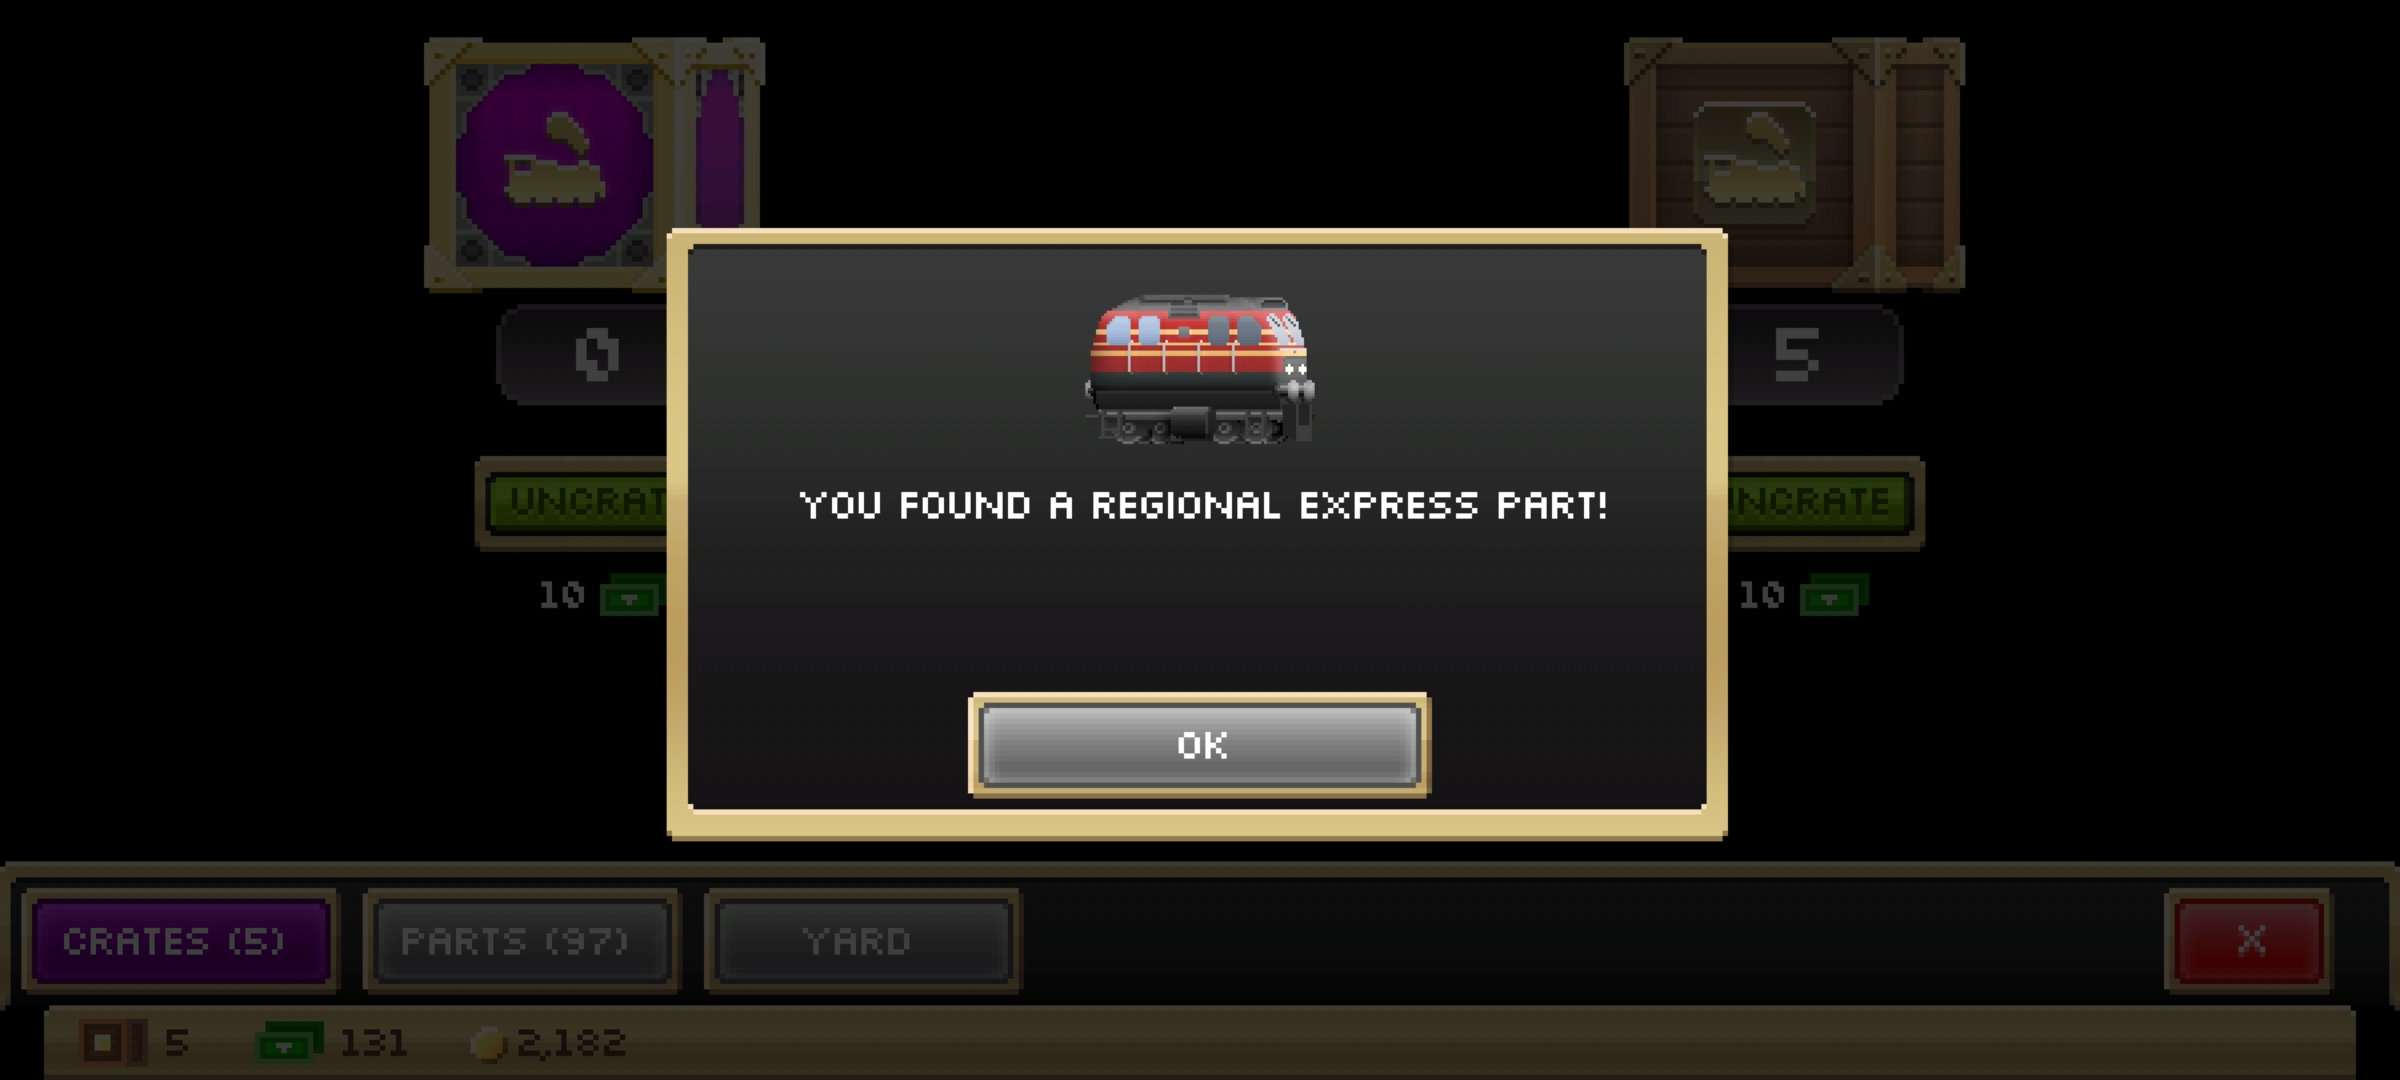 0
5
UNCRAT
NCRATE
10
10
YOU FOUND A REGIONAL EXPRESS PART!
OK
CRATES (5)
PARTS (97)
YARD
X
5
131
2,182